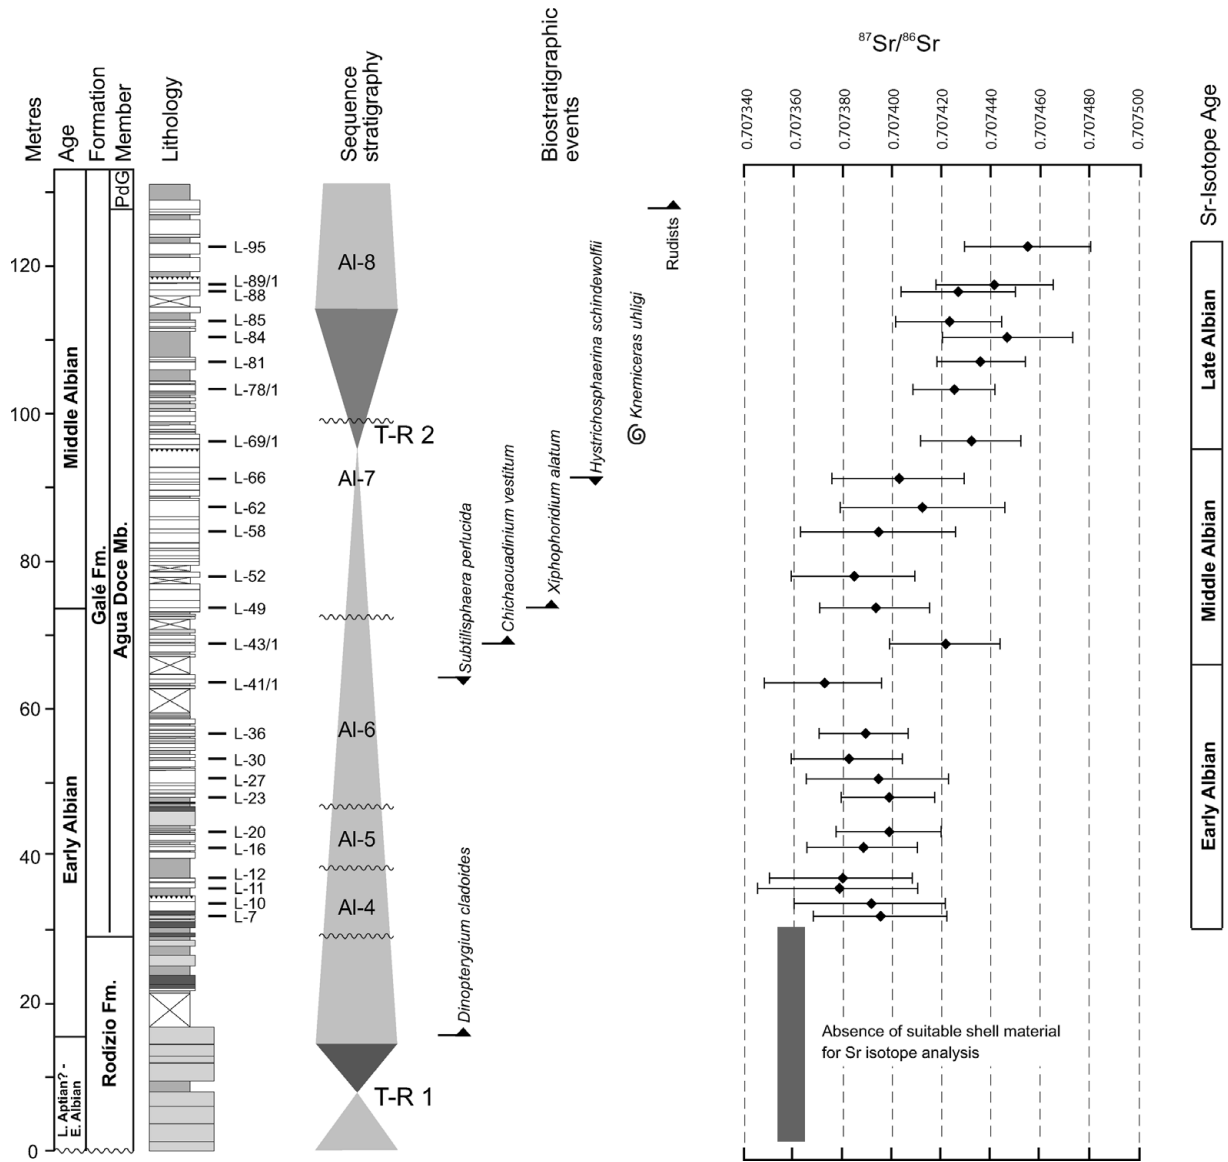 Metres
Age
Formation
Member
Lithology
Sequence
stratigraphy
Biostratigraphic
events
87Sr/86Sr
Sr-Isotope Age
0.707340
0.707360
0.707380
0.707400
0.707420
0.707440
0.707460
0.707480
0.707500
120
100
80
60
40
20
0
Middle Albian
Early Albian
L. Aptian? -
E. Albian
Galé Fm.
Rodízio Fm.
PdG
Agua Doce Mb.
L-95
L-89/1
L-88
L-85
L-84
L-81
L-78/1
L-69/1
L-66
L-62
L-58
L-52
L-49
L-43/1
L-41/1
L-36
L-30
L-27
L-23
L-20
L-16
L-12
L-11
L-10
L-7
Al-8
T-R 2
Al-7
Al-6
Al-5
Al-4
T-R 1
Dinopterygium cladoides
Subtilisphaera perlucida
Chichaouadinium vestitum
Xiphophoridium alatum
Hystrichosphaerina schindewolfii
Knemiceras uhligi
Rudists
Absence of suitable shell material
for Sr isotope analysis
Late Albian
Middle Albian
Early Albian